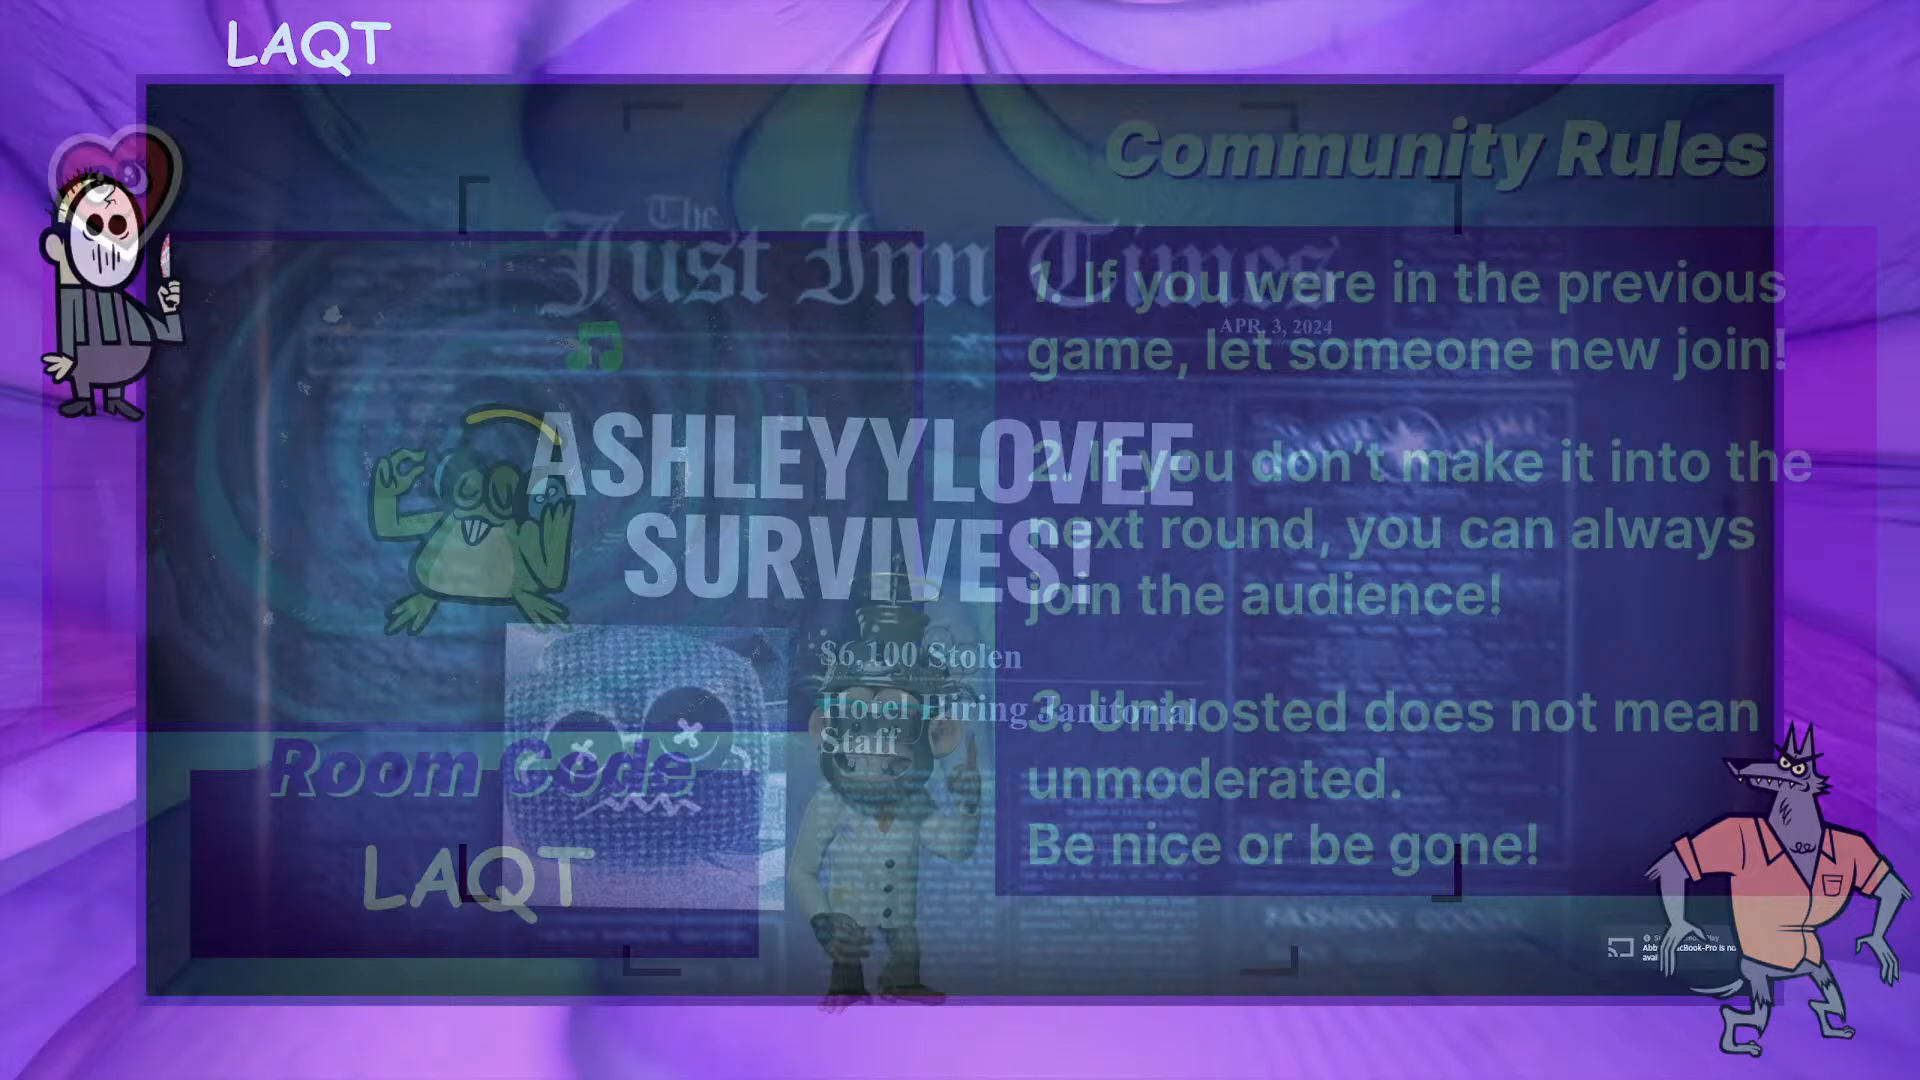 LAQT
Community Rules
The
Just Inn Times
APR. 3, 2024
1. If you were in the previous
game, let someone new join!
ASHLEYYLOVEE
SURVIVES!
2. If you don't make it into the
next round, you can always
join the audience!
$6,100 Stolen
Hotel Hiring Janitorial
Staff
3. Unhosted does not mean
unmoderated.
Be nice or be gone!
Room Code
LAQT